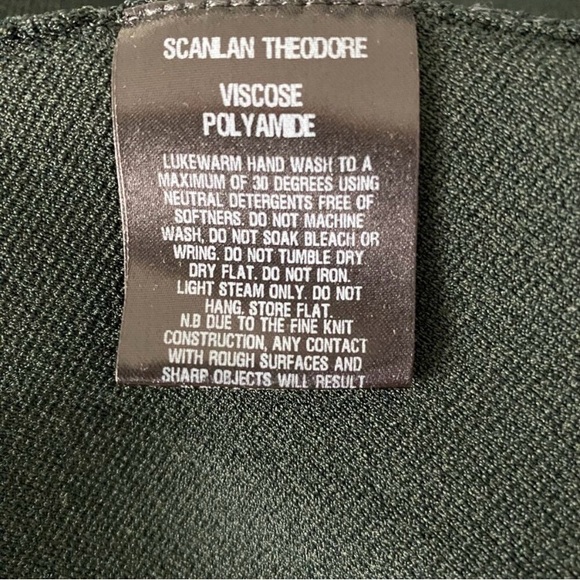 SCANLAN THEODORE
VISCOSE
POLYAMIDE
LUKEWARM HAND WASH TO A
MAXIMUM OF 30 DEGREES USING
NEUTRAL DETERGENTS FREE OF
SOFTNERS. DO NOT MACHINE
WASH, DO NOT SOAK BLEACH OR
WRING. DO NOT TUMBLE DRY
DRY FLAT. DO NOT IRON.
LIGHT STEAM ONLY. DO NOT
HANG. STORE FLAT.
N.B DUE TO THE FINE KNIT
CONSTRUCTION, ANY CONTACT
WITH ROUGH SURFACES AND
SHARP OBJECTS WILL RESULT